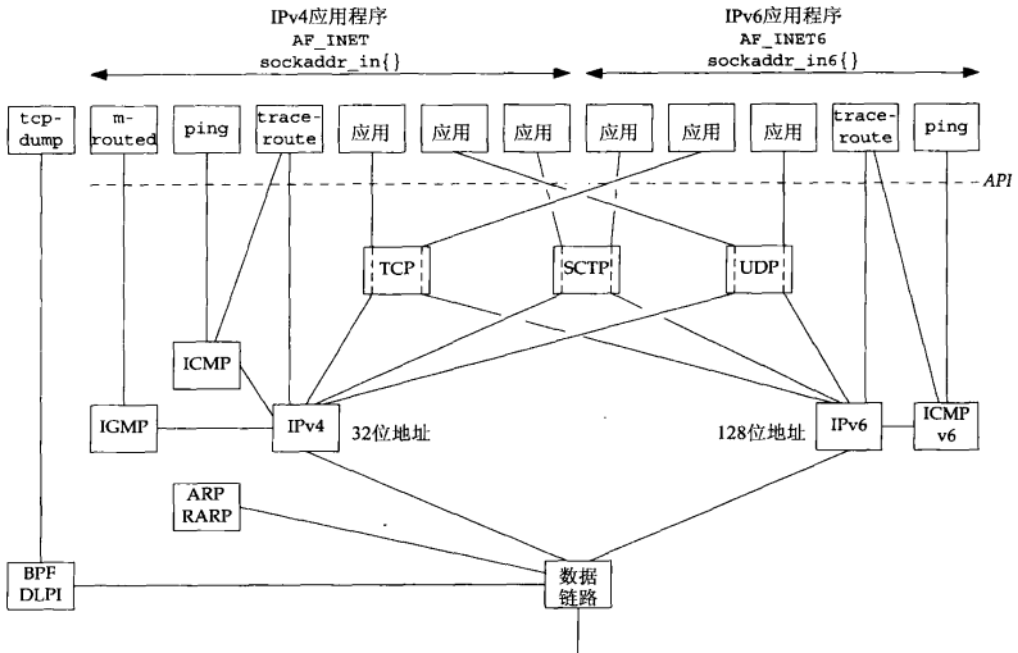 IPv4应用程序
AF_INET
sockaddr_in{}
IPv6应用程序
AF_INET6
sockaddr_in6{}
tcp-
dump
m-
routed
ping
trace-
route
应用
应用
应用
应用
应用
应用
trace-
route
ping
API
TCP
SCTP
UDP
ICMP
IGMP
IPv4
32位地址
128位地址
IPv6
ICMP
v6
ARP
RARP
BPF
DLPI
数据
链路